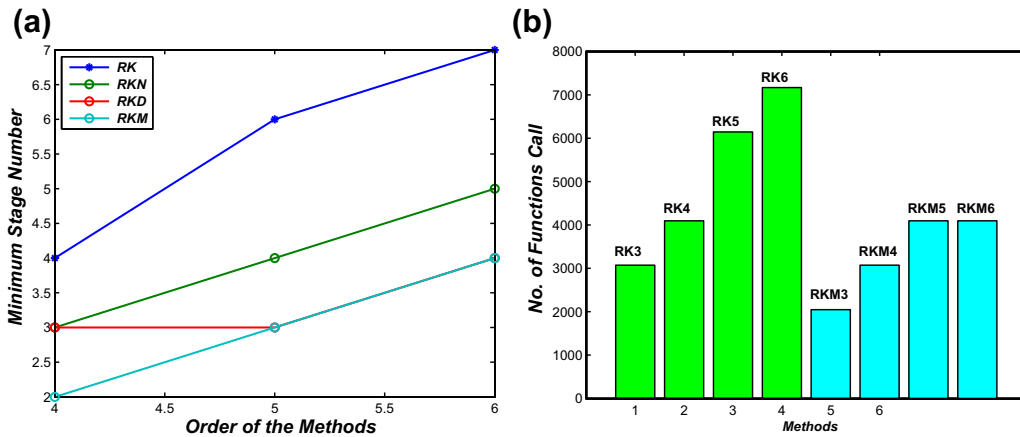 (a)
7
6.5
6
5.5
5
4.5
4
3.5
3
2.5
2
Minimum Stage Number
RK
RKN
RKD
RKM
4
4.5
5
5.5
6
Order of the Methods
(b)
8000
7000
6000
5000
4000
3000
2000
1000
0
No. of Functions Call
RK3
RK4
RK5
RK6
RKM3
RKM4
RKM5
RKM6
1
2
3
4
5
6
Methods